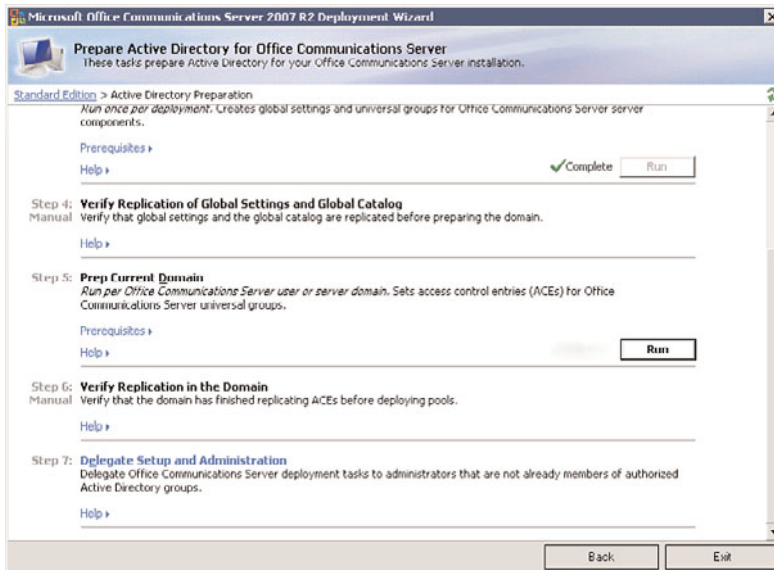 Microsoft Office Communications Server 2007 R2 Deployment Wizard
Prepare Active Directory for Office Communications Server
These tasks prepare Active Directory for your Office Communications Server installation.
Standard Edition > Active Directory Preparation
Run once per deployment. Creates global settings and universal groups for Office Communications Server server
components.
Prerequisites
Help
Complete Run
Step 4: Verify Replication of Global Settings and Global Catalog
Manual Verify that global settings and the global catalog are replicated before preparing the domain.
Help
Step 5: Prep Current Domain
Run per Office Communications Server user or server domain. Sets access control entries (ACEs) for Office
Communications Server universal groups.
Prerequisites
Help
Run
Step 6: Verify Replication in the Domain
Manual Verify that the domain has finished replicating ACEs before deploying pools.
Help
Step 7: Delegate Setup and Administration
Delegate Office Communications Server deployment tasks to administrators that are not already members of authorized
Active Directory groups.
Help
Back Exit